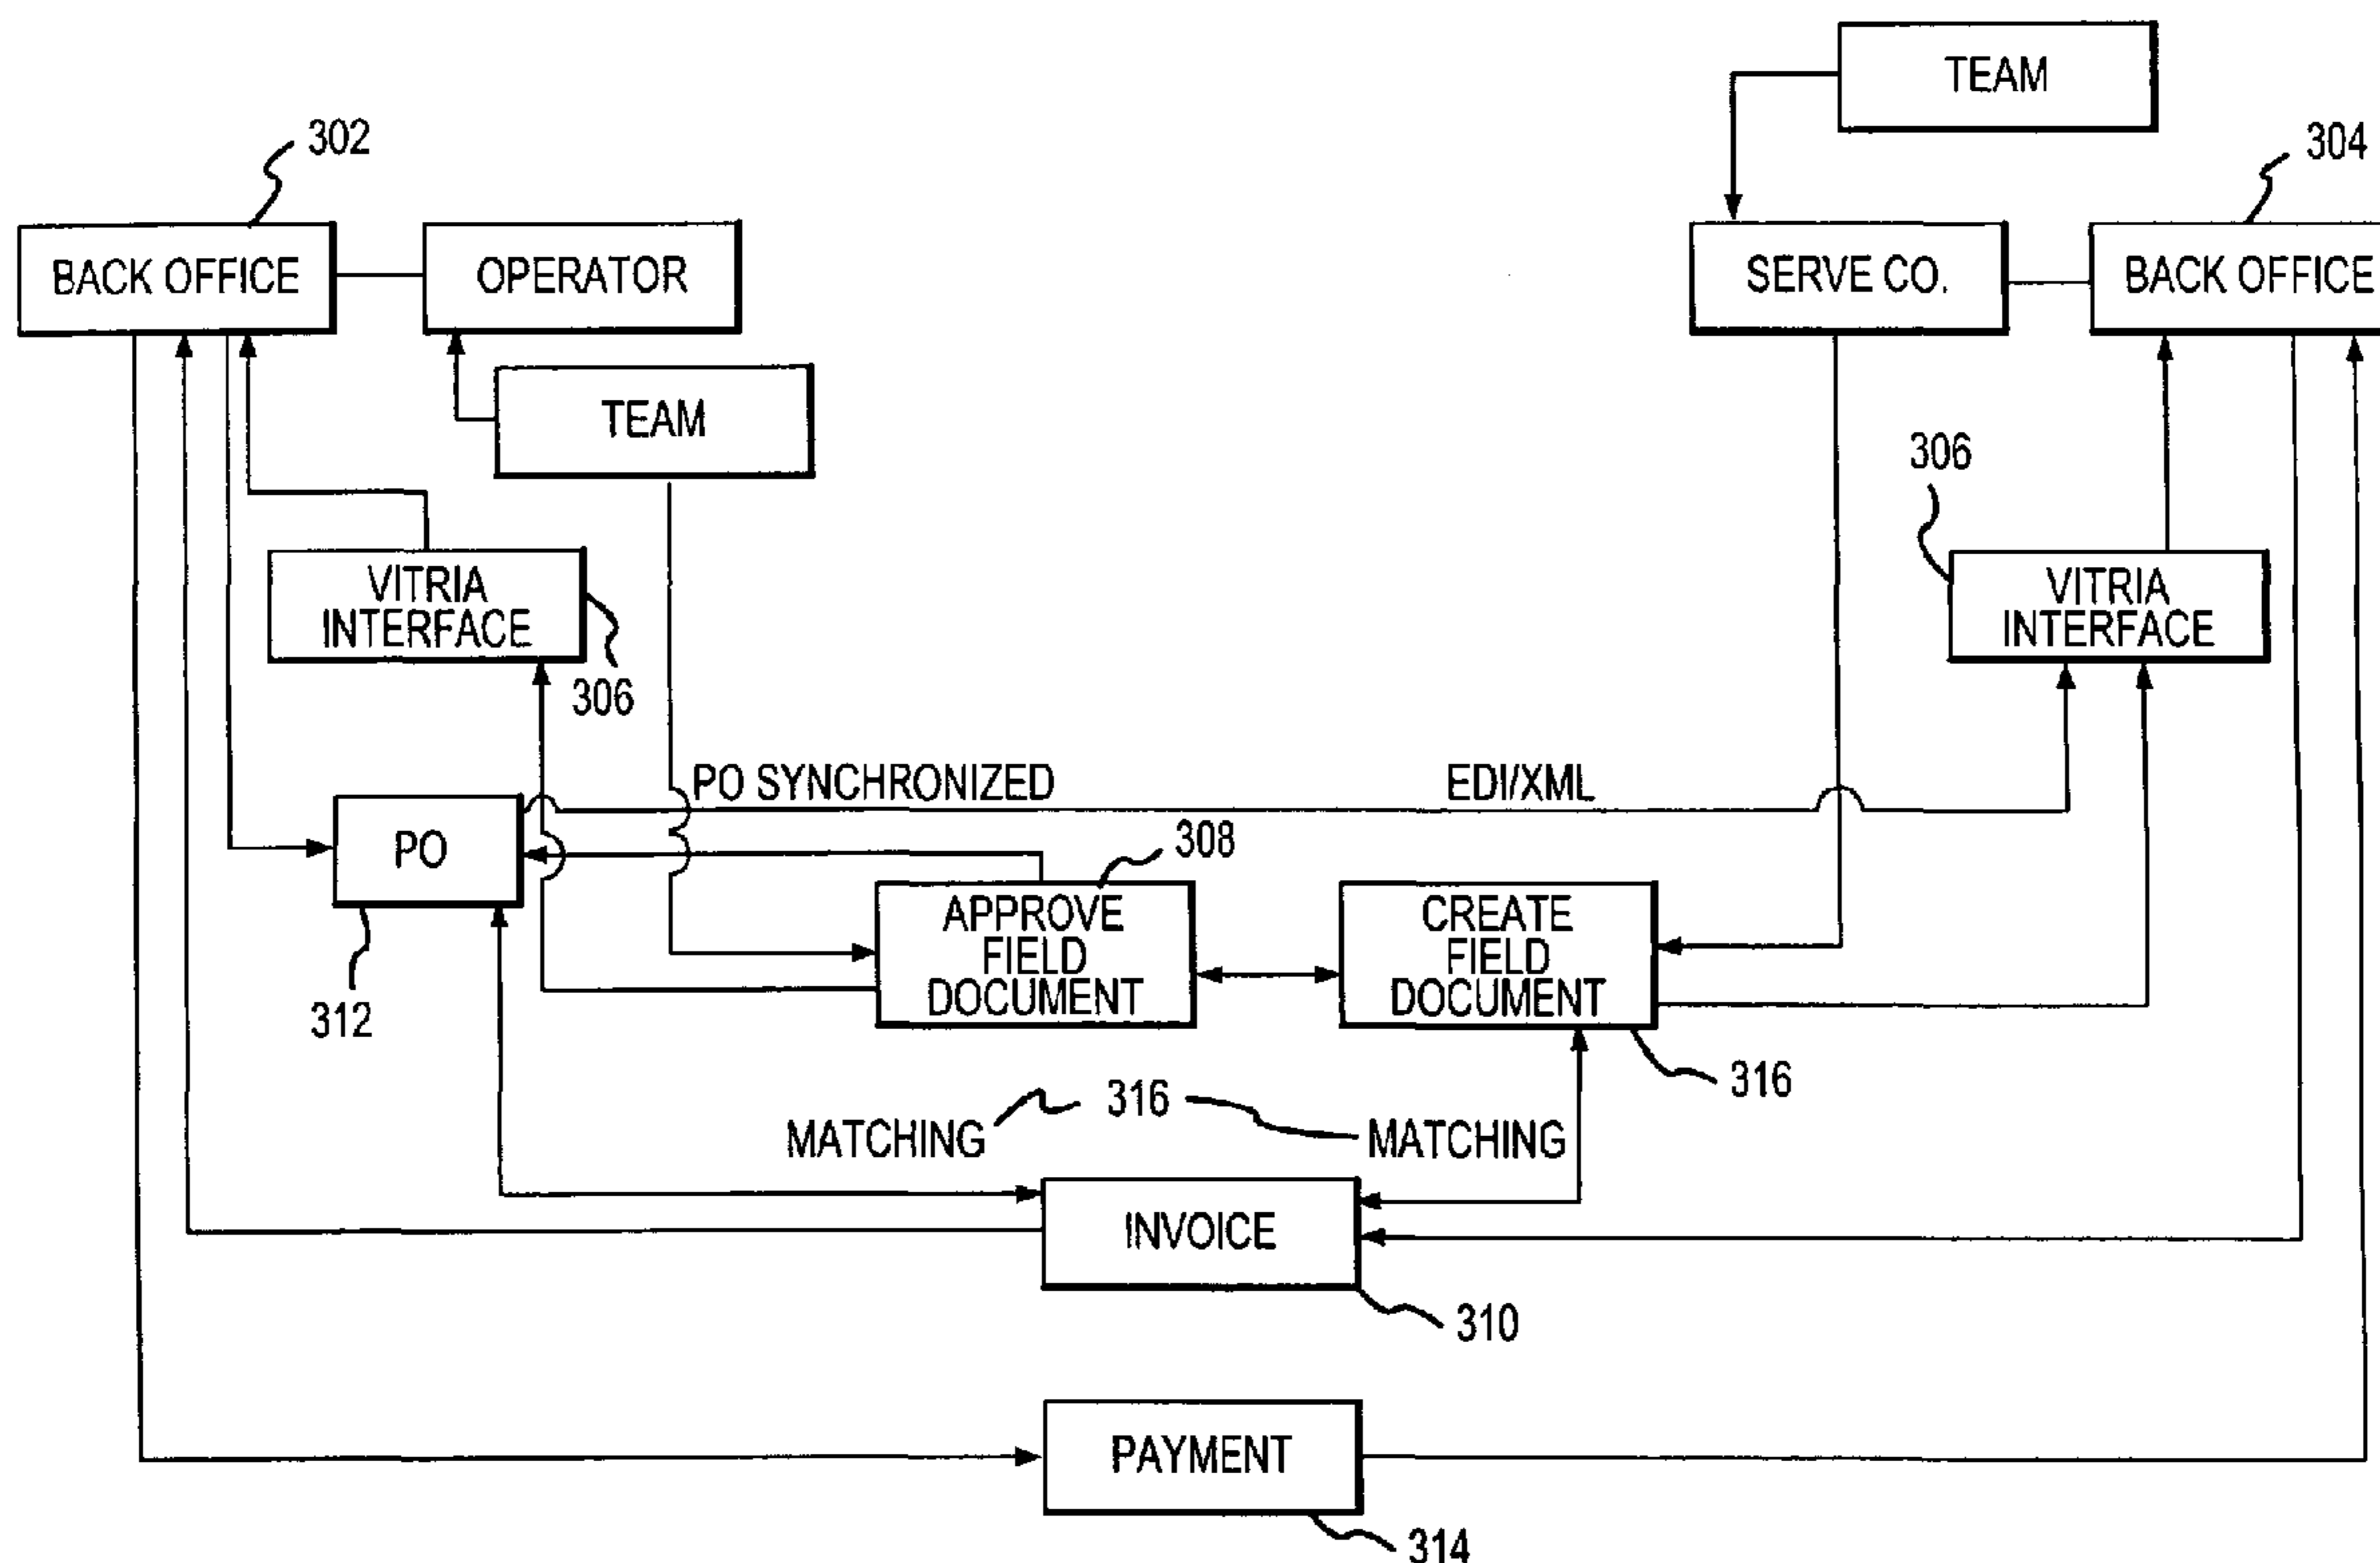 TEAM
302
304
BACK OFFICE
OPERATOR
SERVE CO.
BACK OFFICE
TEAM
306
VITRIA
INTERFACE
VITRIA
INTERFACE
306
PO SYNCHRONIZED
EDI/XML
PO
308
APPROVE
FIELD
DOCUMENT
CREATE
FIELD
DOCUMENT
312
316
316
MATCHING
MATCHING
INVOICE
310
PAYMENT
314